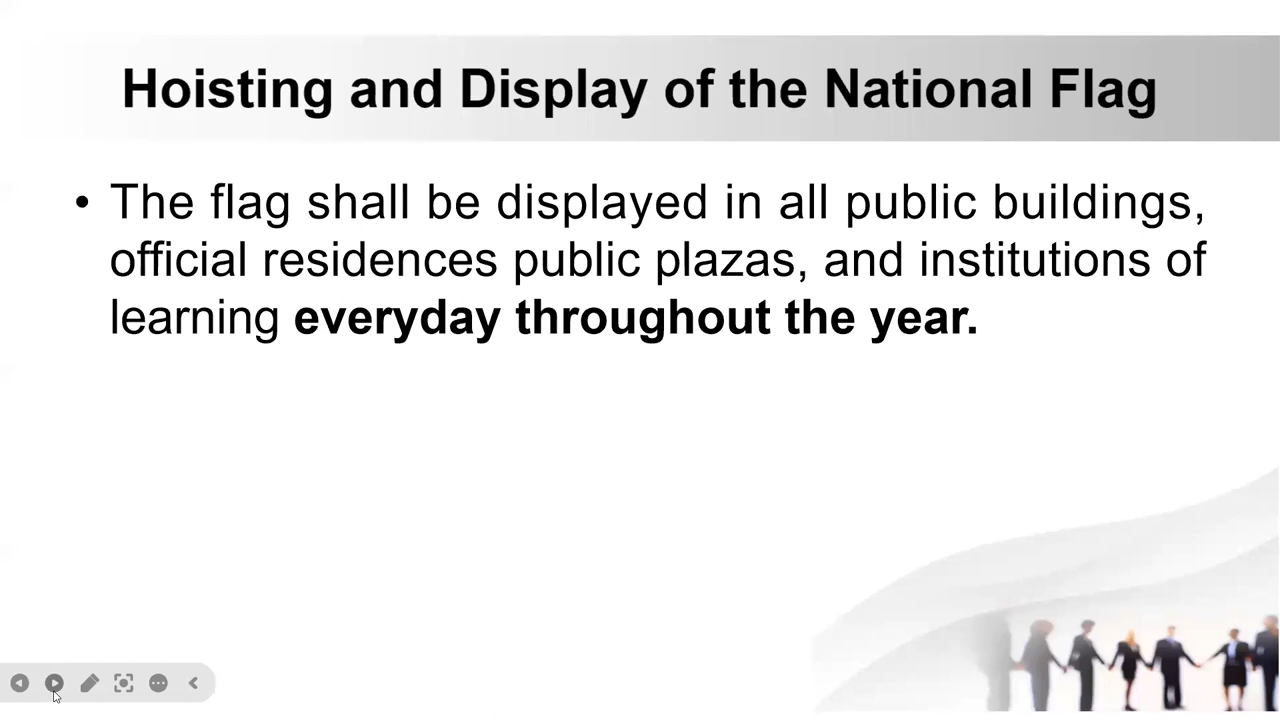 Hoisting and Display of the National Flag
• The flag shall be displayed in all public buildings,
official residences public plazas, and institutions of
learning everyday throughout the year.